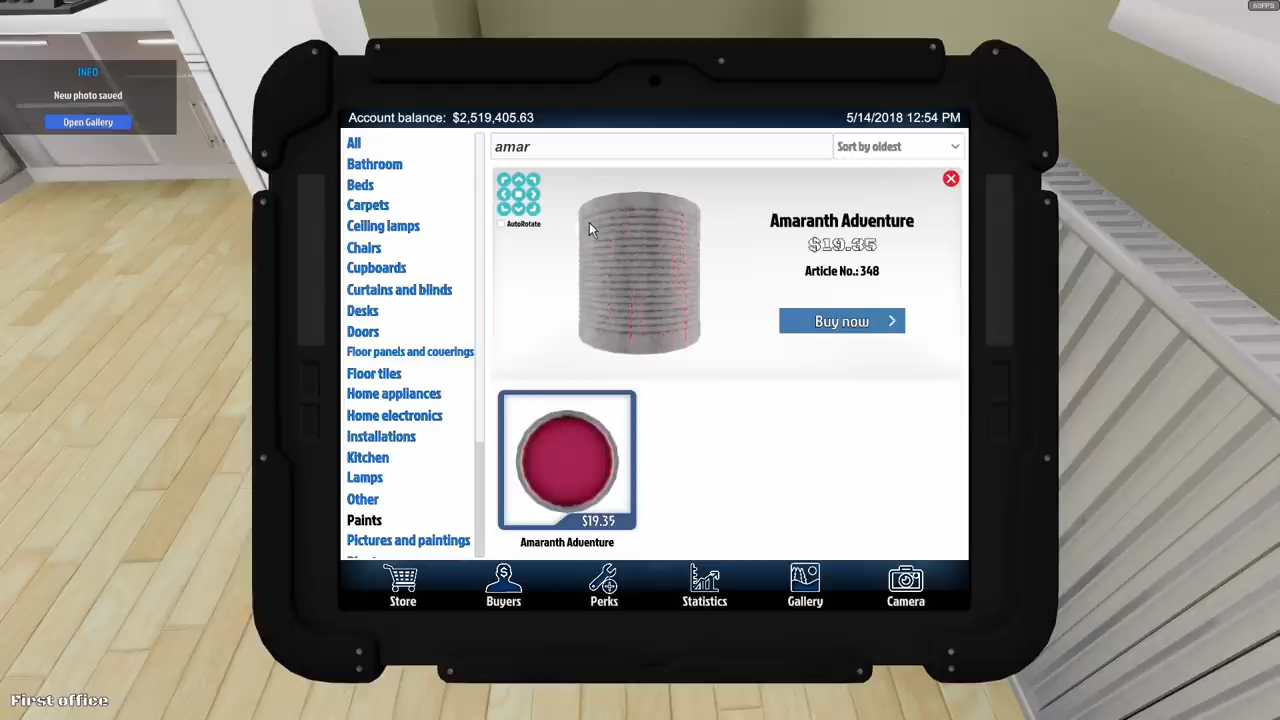 60FPS
INFO
New photo saved
Open Gallery
Account balance: $2,519,405.63
5/14/2018 12:54 PM
All
Bathroom
Beds
Carpets
Ceiling lamps
Chairs
Cupboards
Curtains and blinds
Desks
Doors
Floor panels and coverings
Floor tiles
Home appliances
Home electronics
Installations
Kitchen
Lamps
Other
Paints
Pictures and paintings
amar
Sort by oldest
AutoRotate
Amaranth Adventure
$19.35
Article No.: 348
Buy now
$19.35
Amaranth Adventure
Store
Buyers
Perks
Statistics
Gallery
Camera
First office